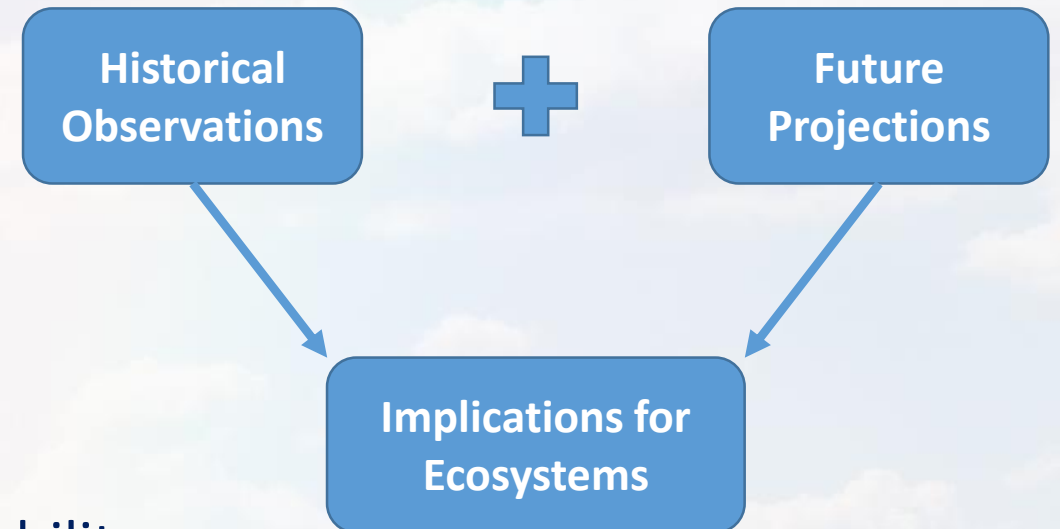 Historical
Observations
Future
Projections
Implications for
Ecosystems